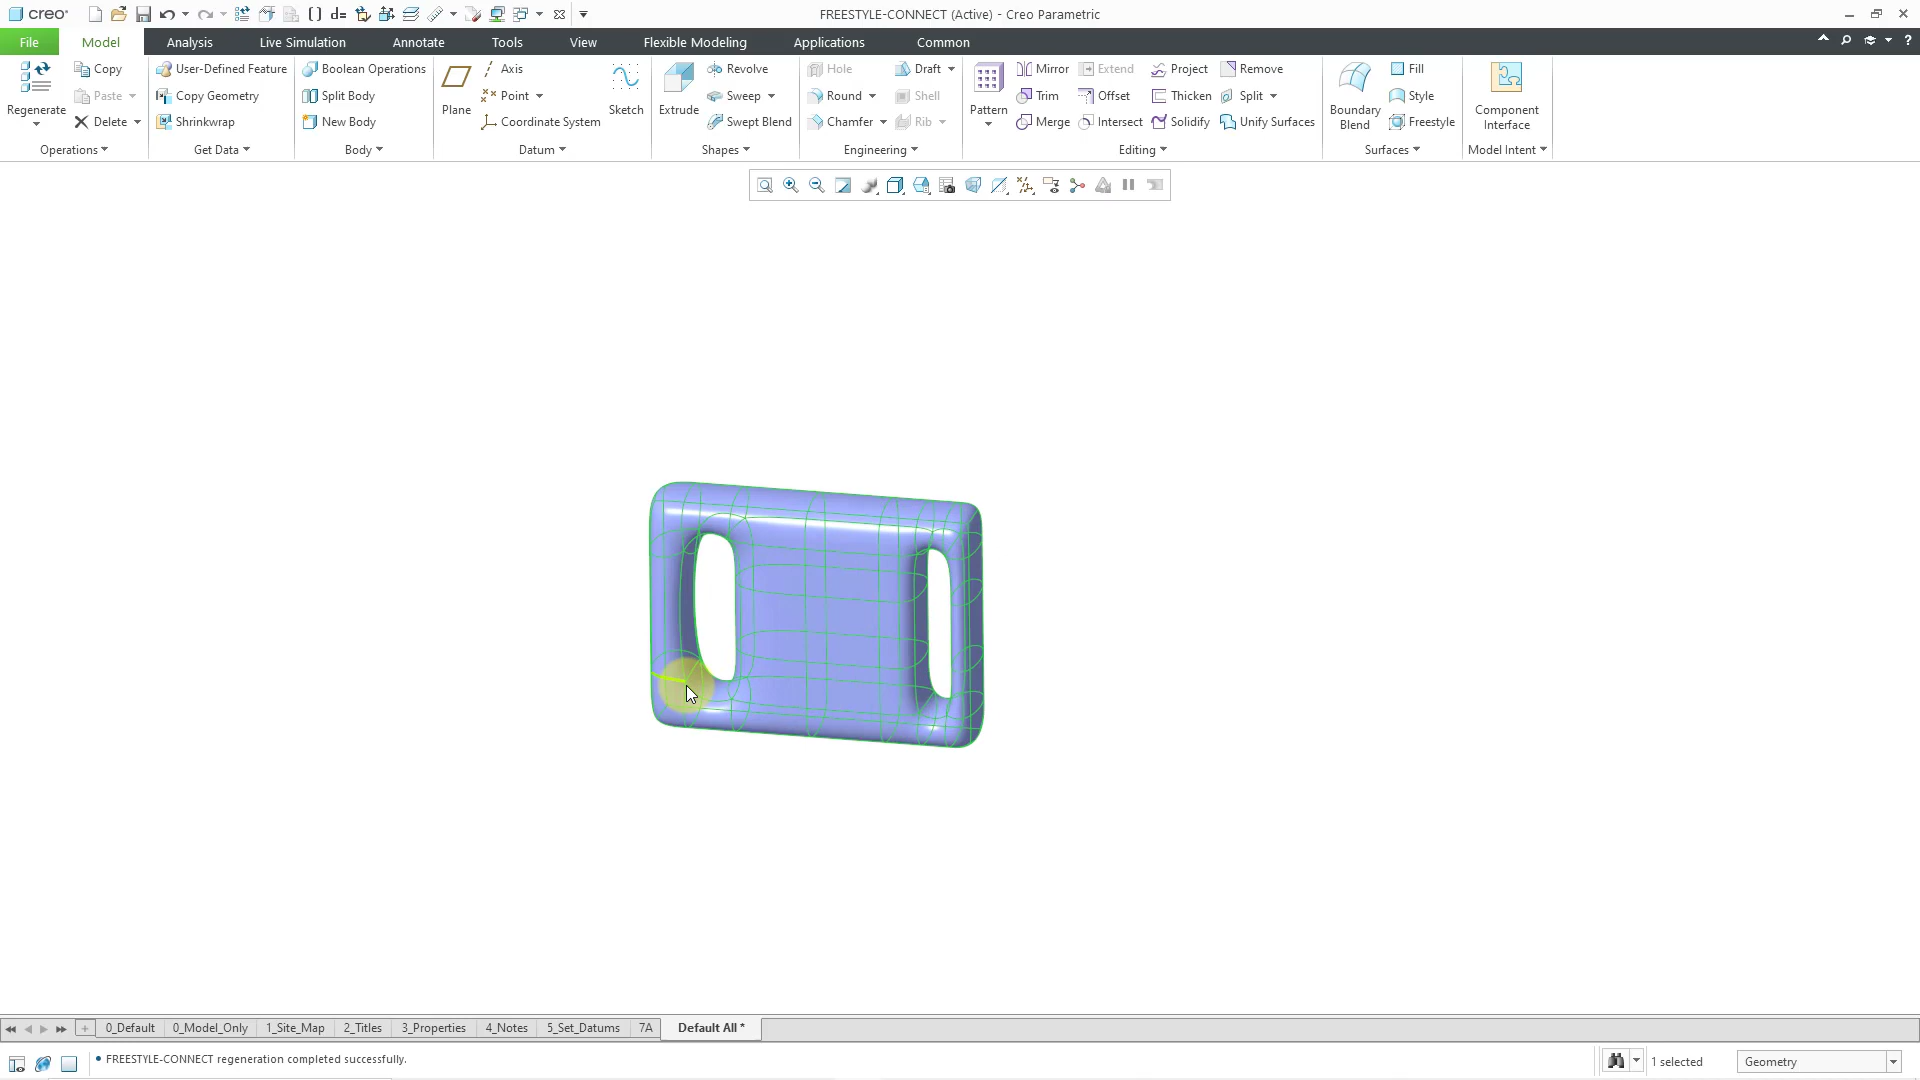 creo
d=
FREESTYLE-CONNECT (Active) - Creo Parametric
File Model Analysis Live Simulation Annotate Tools View Flexible Modeling Applications Common
?
Regenerate
Copy
Paste
Delete
Operations
User-Defined Feature
Copy Geometry
Shrinkwrap
Get Data
Boolean Operations
Split Body
New Body
Body
Plane
Axis
Point
Coordinate System
Sketch
Datum
Extrude
Revolve
Sweep
Swept Blend
Shapes
Hole
Round
Chamfer
Draft
Shell
Rib
Engineering
Pattern
Mirror
Trim
Merge
Extend
Offset
Intersect
Project
Thicken
Solidify
Remove
Split
Unify Surfaces
Editing
Boundary
Blend
Fill
Style
Freestyle
Surfaces
Component
Interface
Model Intent
0_Default 0_Model_Only 1_Site_Map 2_Titles 3_Properties 4_Notes 5_Set_Datums 7A Default All *
• FREESTYLE-CONNECT regeneration completed successfully.
1 selected
Geometry